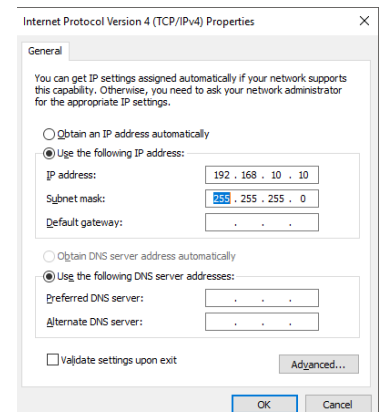 Internet Protocol Version 4 (TCP/IPv4) Properties
General
You can get IP settings assigned automatically if your network supports
this capability. Otherwise, you need to ask your network administrator
for the appropriate IP settings.
Obtain an IP address automatically
Use the following IP address:
IP address: 192 . 168 . 10 . 10
Subnet mask: 255 . 255 . 255 . 0
Default gateway: . . .
Obtain DNS server address automatically
Use the following DNS server addresses:
Preferred DNS server: . . .
Alternate DNS server: . . .
Validate settings upon exit
Advanced...
OK Cancel